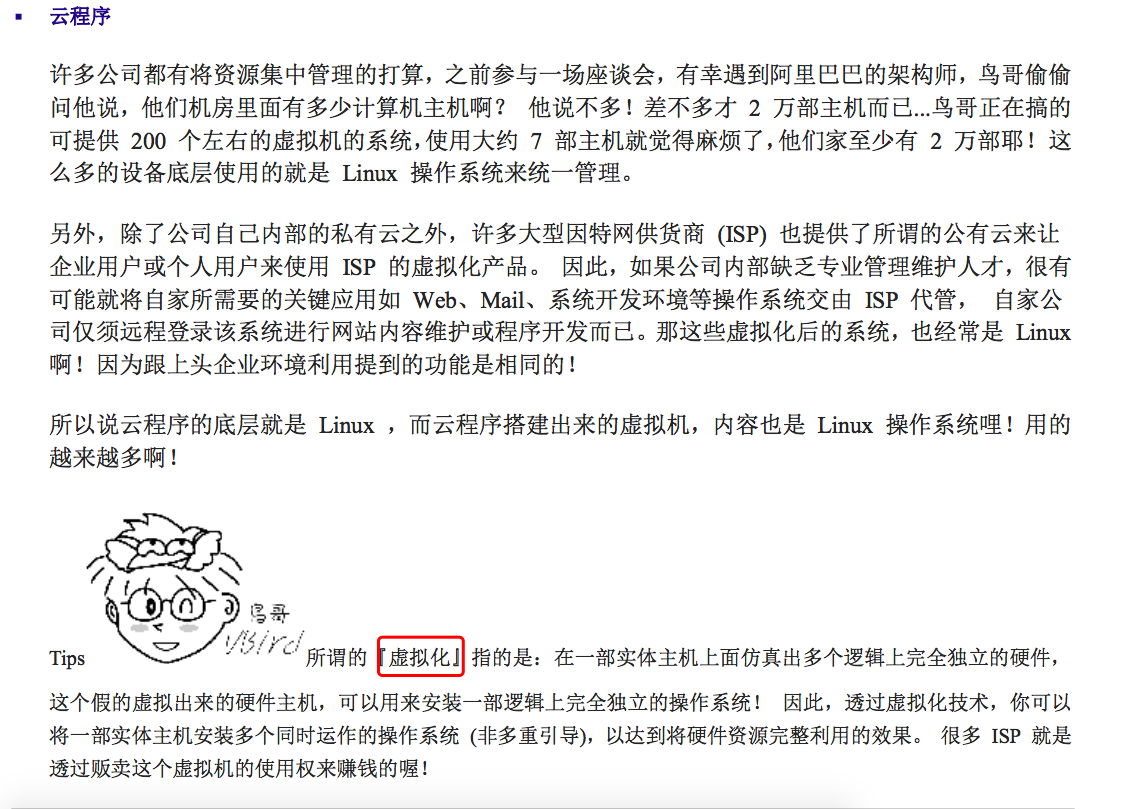 ▪ 云程序
许多公司都有将资源集中管理的打算，之前参与一场座谈会，有幸遇到阿里巴巴的架构师，鸟哥偷偷
问他说，他们机房里面有多少计算机主机啊？ 他说不多！差不多才 2 万部主机而已...鸟哥正在搞的
可提供 200 个左右的虚拟机的系统，使用大约 7 部主机就觉得麻烦了，他们家至少有 2 万部耶！这
么多的设备底层使用的就是 Linux 操作系统来统一管理。
另外，除了公司自己内部的私有云之外，许多大型因特网供货商 (ISP) 也提供了所谓的公有云来让
企业用户或个人用户来使用 ISP 的虚拟化产品。 因此，如果公司内部缺乏专业管理维护人才，很有
可能就将自家所需要的关键应用如 Web、Mail、系统开发环境等操作系统交由 ISP 代管， 自家公
司仅须远程登录该系统进行网站内容维护或程序开发而已。那这些虚拟化后的系统，也经常是 Linux
啊！因为跟上头企业环境利用提到的功能是相同的！
所以说云程序的底层就是 Linux ，而云程序搭建出来的虚拟机，内容也是 Linux 操作系统哩！用的
越来越多啊！
鸟哥
VBird
Tips 所谓的『虚拟化』指的是：在一部实体主机上面仿真出多个逻辑上完全独立的硬件，
这个假的虚拟出来的硬件主机，可以用来安装一部逻辑上完全独立的操作系统！ 因此，透过虚拟化技术，你可以
将一部实体主机安装多个同时运作的操作系统 (非多重引导)，以达到将硬件资源完整利用的效果。 很多 ISP 就是
透过贩卖这个虚拟机的使用权来赚钱的喔！